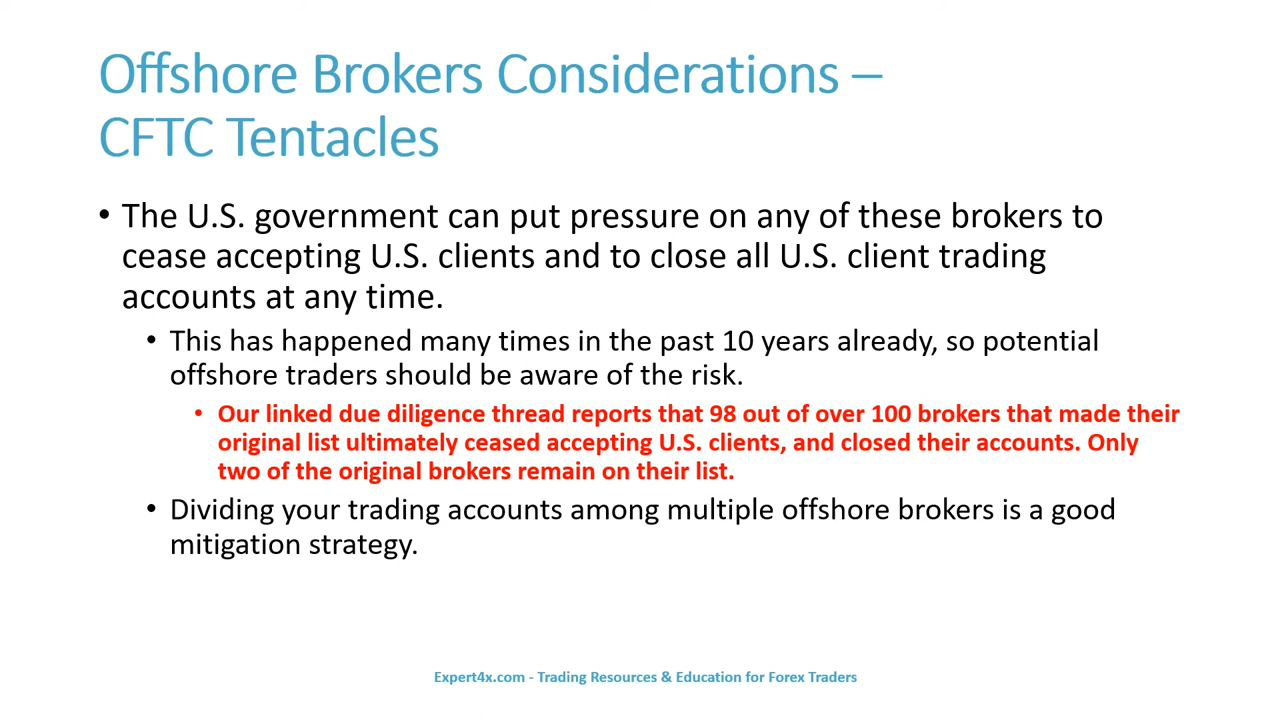 Offshore Brokers Considerations –
CFTC Tentacles
• The U.S. government can put pressure on any of these brokers to
cease accepting U.S. clients and to close all U.S. client trading
accounts at any time.
• This has happened many times in the past 10 years already, so potential
offshore traders should be aware of the risk.
• Our linked due diligence thread reports that 98 out of over 100 brokers that made their
original list ultimately ceased accepting U.S. clients, and closed their accounts. Only
two of the original brokers remain on their list.
• Dividing your trading accounts among multiple offshore brokers is a good
mitigation strategy.
Expert4x.com - Trading Resources & Education for Forex Traders